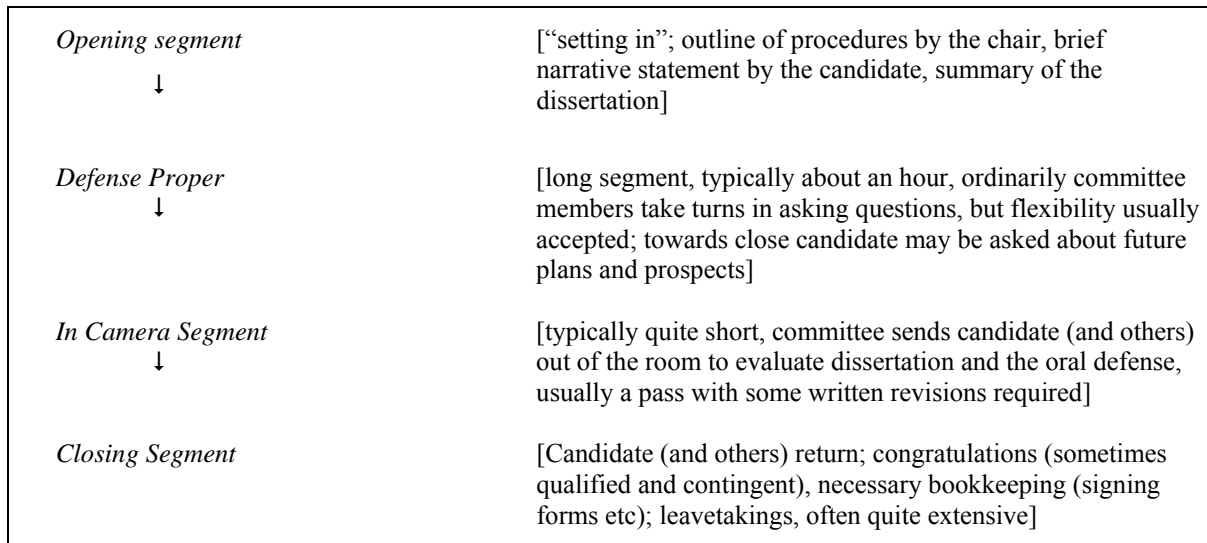 Opening segment
[“setting in”; outline of procedures by the chair, brief
narrative statement by the candidate, summary of the
dissertation]
Defense Proper
[long segment, typically about an hour, ordinarily committee
members take turns in asking questions, but flexibility usually
accepted; towards close candidate may be asked about future
plans and prospects]
In Camera Segment
[typically quite short, committee sends candidate (and others)
out of the room to evaluate dissertation and the oral defense,
usually a pass with some written revisions required]
Closing Segment
[Candidate (and others) return; congratulations (sometimes
qualified and contingent), necessary bookkeeping (signing
forms etc); leavetakings, often quite extensive]